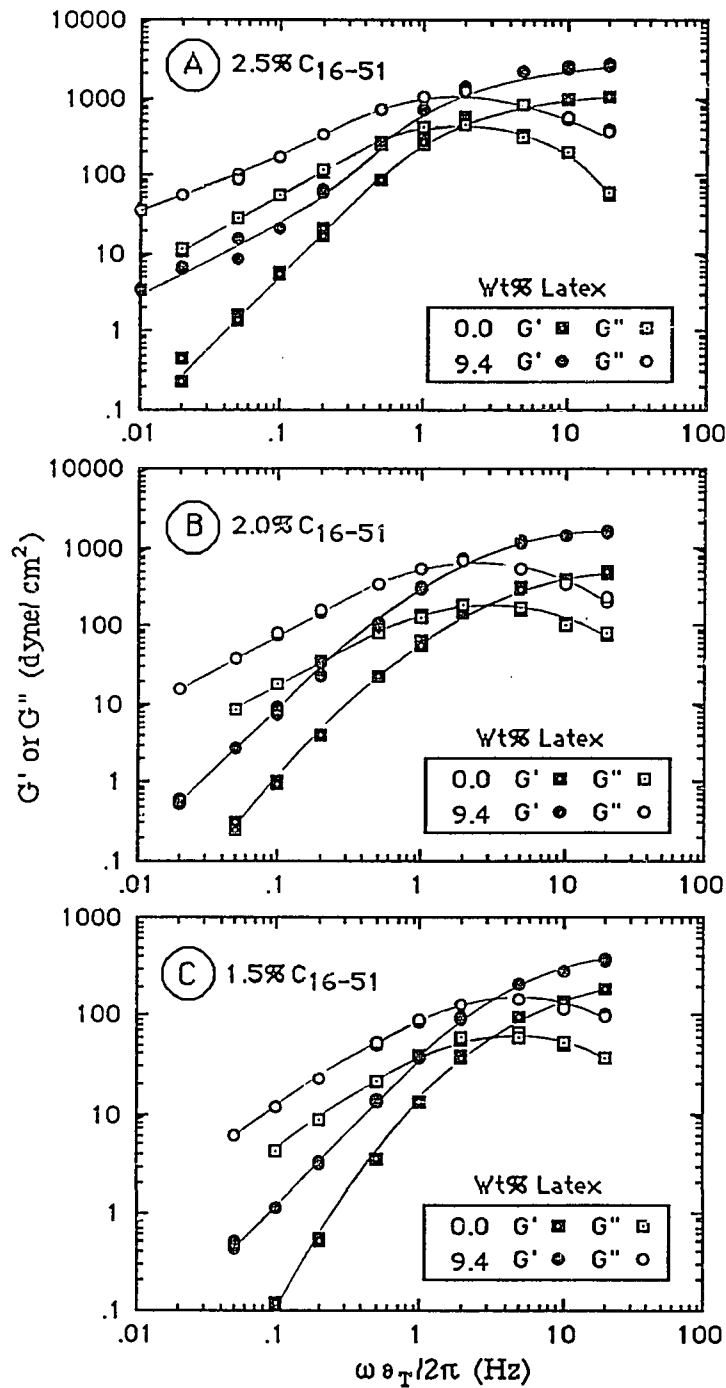 G' or G" (dyne/cm²)
A 2.5% C16-51
10000
1000
100
10
1
.1
Wt% Latex
0.0 G' G"
9.4 G' G"
.01 .1 1 10 100
B 2.0% C16-51
10000
1000
100
10
1
.1
Wt% Latex
0.0 G' G"
9.4 G' G"
.01 .1 1 10 100
C 1.5% C16-51
1000
100
10
1
.1
Wt% Latex
0.0 G' G"
9.4 G' G"
.01 .1 1 10 100
ω∂T/2π (Hz)